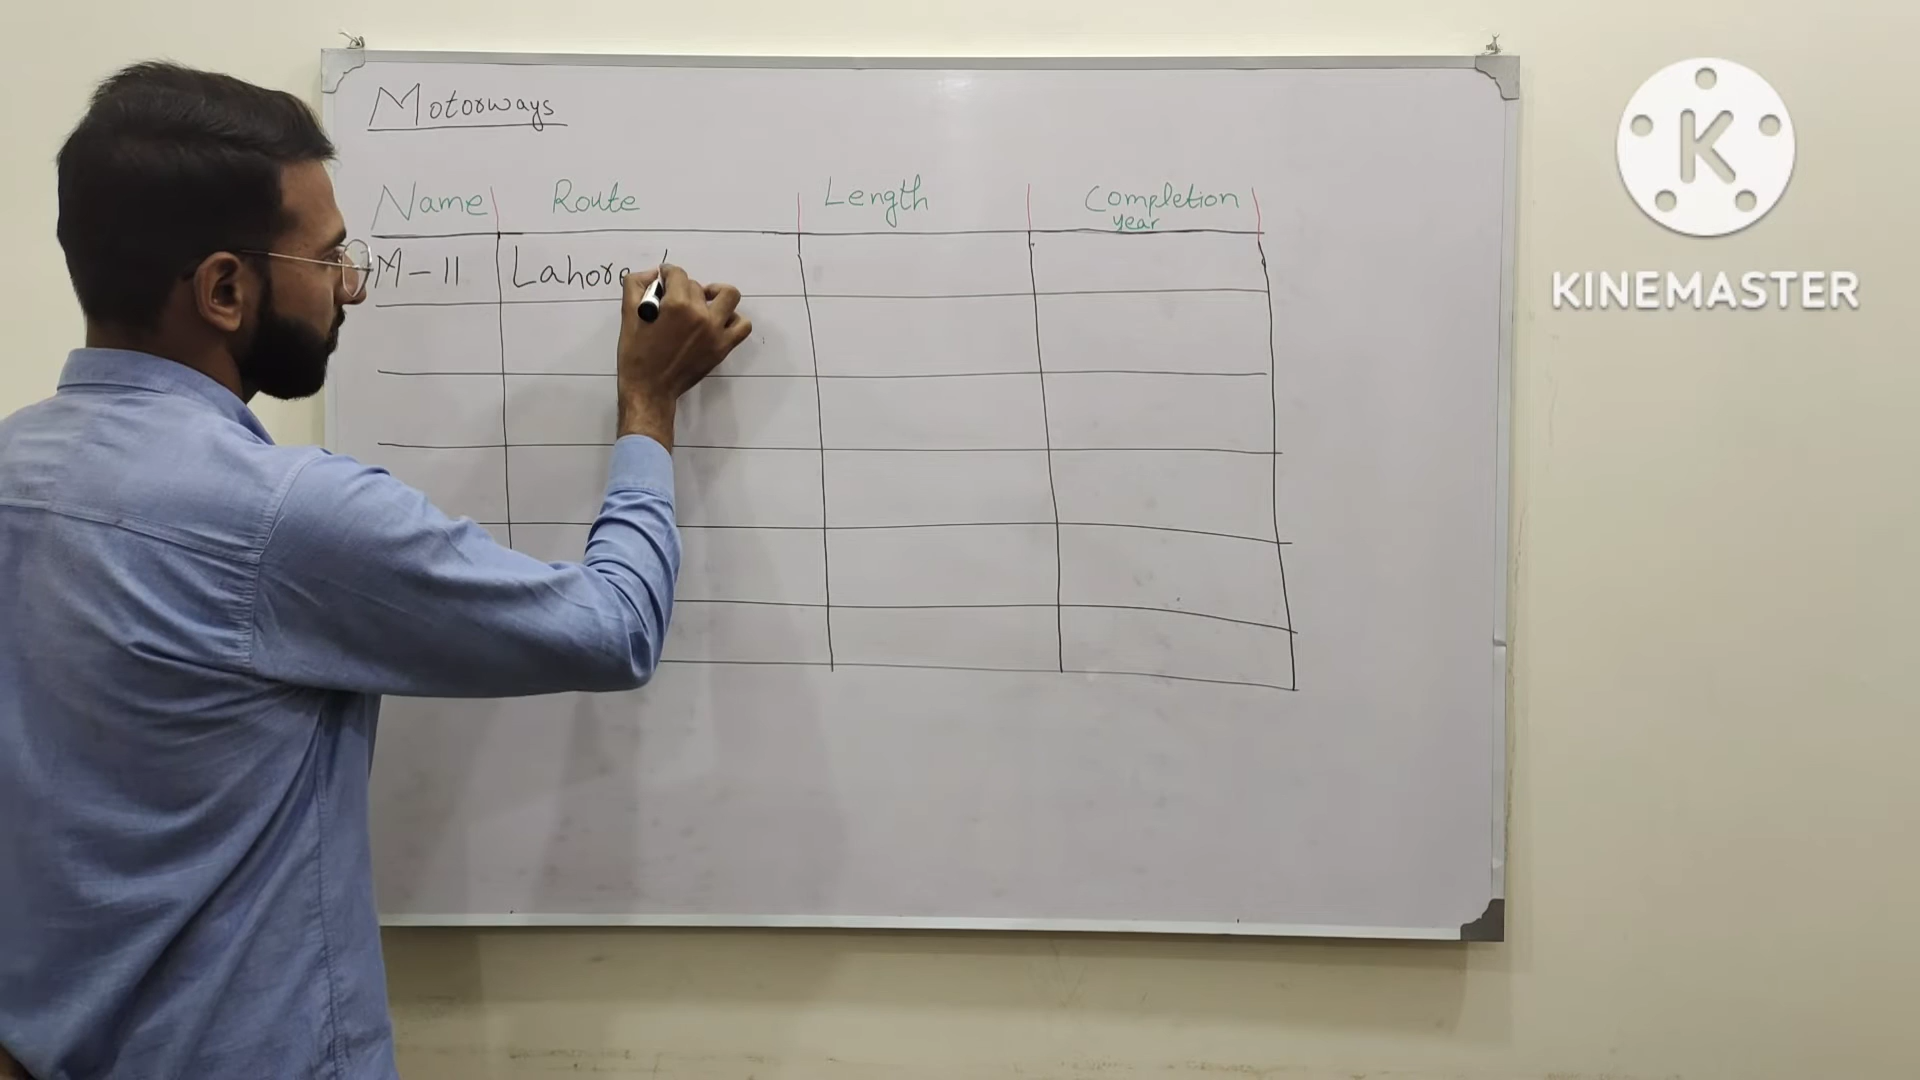 Motorways
Name Route Length Completion year
M-11 Lahore
K
KINEMASTER